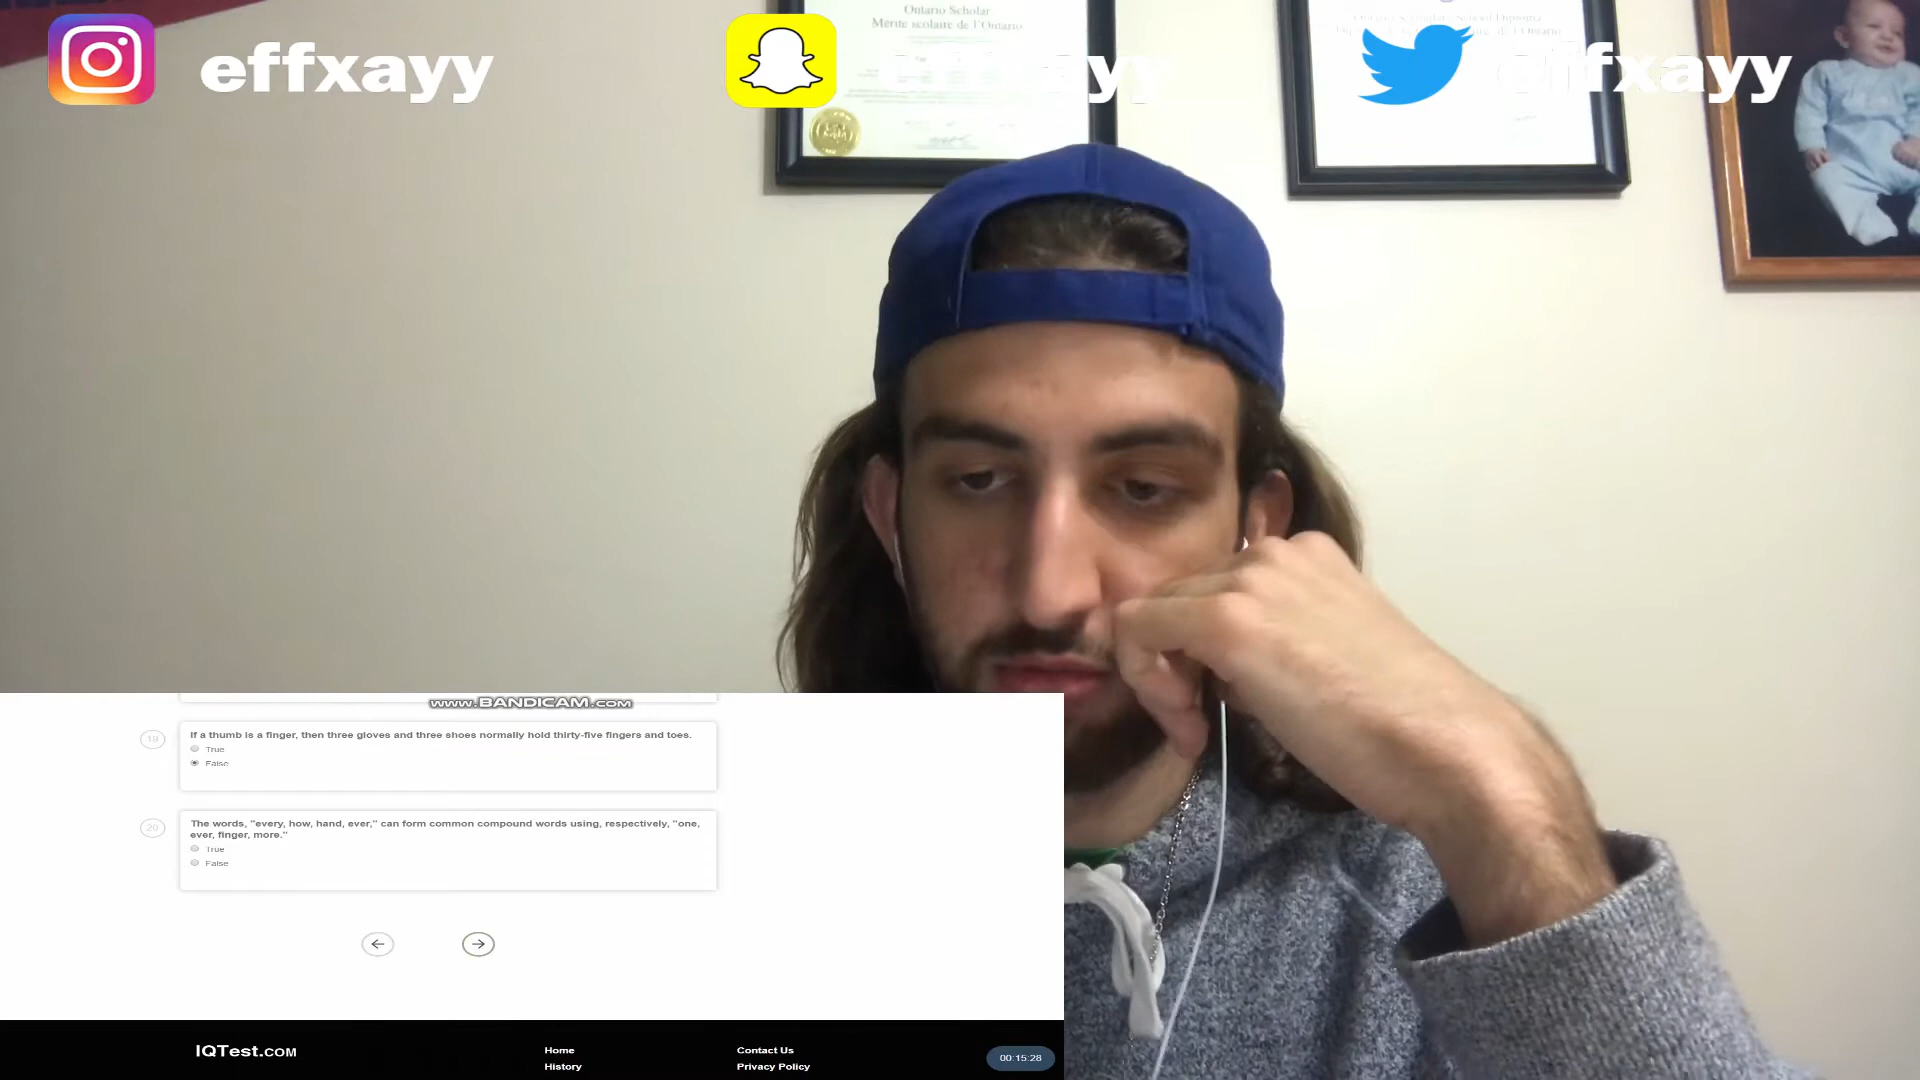 Ontario Scholar
Mérite scolaire de l'Ontario
effxayy
effxayy
effxayy
www.BANDICAM.COM
19
If a thumb is a finger, then three gloves and three shoes normally hold thirty-five fingers and toes.
True
False
20
The words, "every, how, hand, ever," can form common compound words using, respectively, "one,
ever, finger, more."
True
False
IQTest.COM
Home
Contact Us
00:15:28
History
Privacy Policy